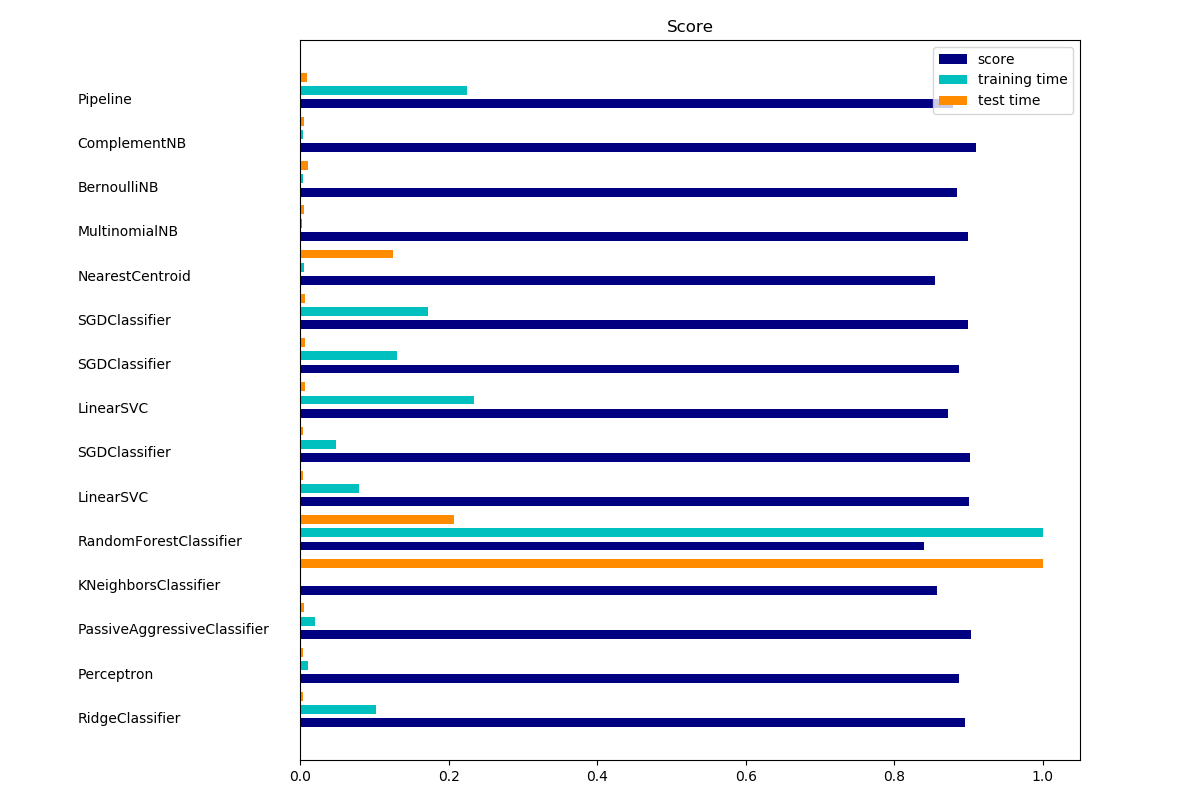 Score
score
training time
test time
Pipeline
ComplementNB
BernoulliNB
MultinomialNB
NearestCentroid
SGDClassifier
SGDClassifier
LinearSVC
SGDClassifier
LinearSVC
RandomForestClassifier
KNeighborsClassifier
PassiveAggressiveClassifier
Perceptron
RidgeClassifier
0.0 0.2 0.4 0.6 0.8 1.0